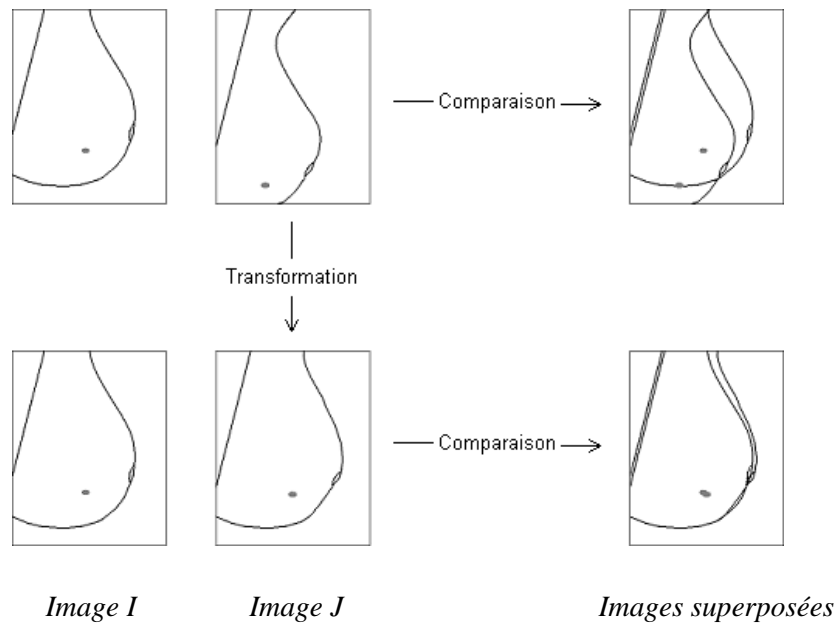 Comparaison
Transformation
Comparaison
Image I
Image J
Images superposées